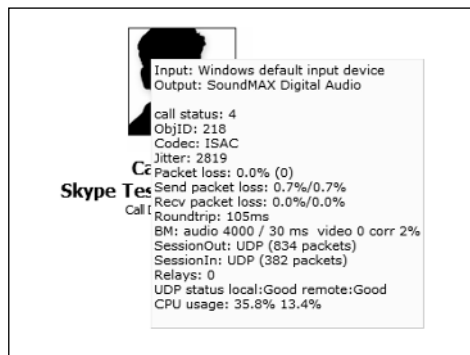 Input: Windows default input device
Output: SoundMAX Digital Audio
call status: 4
ObjID: 218
Codec: ISAC
Jitter: 2819
Packet loss: 0.0% (0)
Send packet loss: 0.7%/0.7%
Recv packet loss: 0.0%/0.0%
Roundtrip: 105ms
BM: audio 4000 / 30 ms video 0 corr 2%
SessionOut: UDP (834 packets)
SessionIn: UDP (382 packets)
Relays: 0
UDP status local:Good remote:Good
CPU usage: 35.8% 13.4%
Ca
Skype Tes
Call